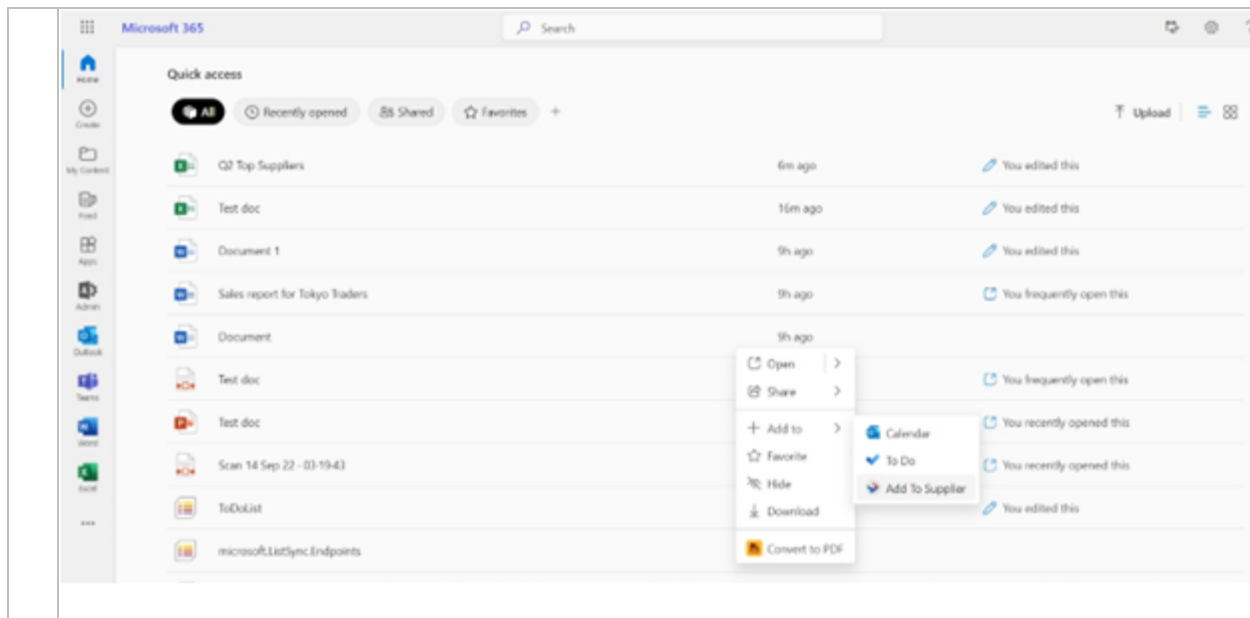 Microsoft 365
Search
Home
Create
My Content
Feed
Apps
Admin
Outlook
Teams
Word
Excel
Quick access
All Recently opened Shared Favorites
Upload
Q2 Top Suppliers 6m ago You edited this
Test doc 16m ago You edited this
Document 1 9h ago You edited this
Sales report for Tokyo Traders 9h ago You frequently open this
Document 9h ago
Test doc You frequently open this
Test doc You recently opened this
Scan 14 Sep 22 - 03-19-43 You recently opened this
ToDoList You edited this
microsoft.ListSync.Endpoints
Open
Share
Add to
Favorite
Hide
Download
Convert to PDF
Calendar
To Do
Add To Supplier